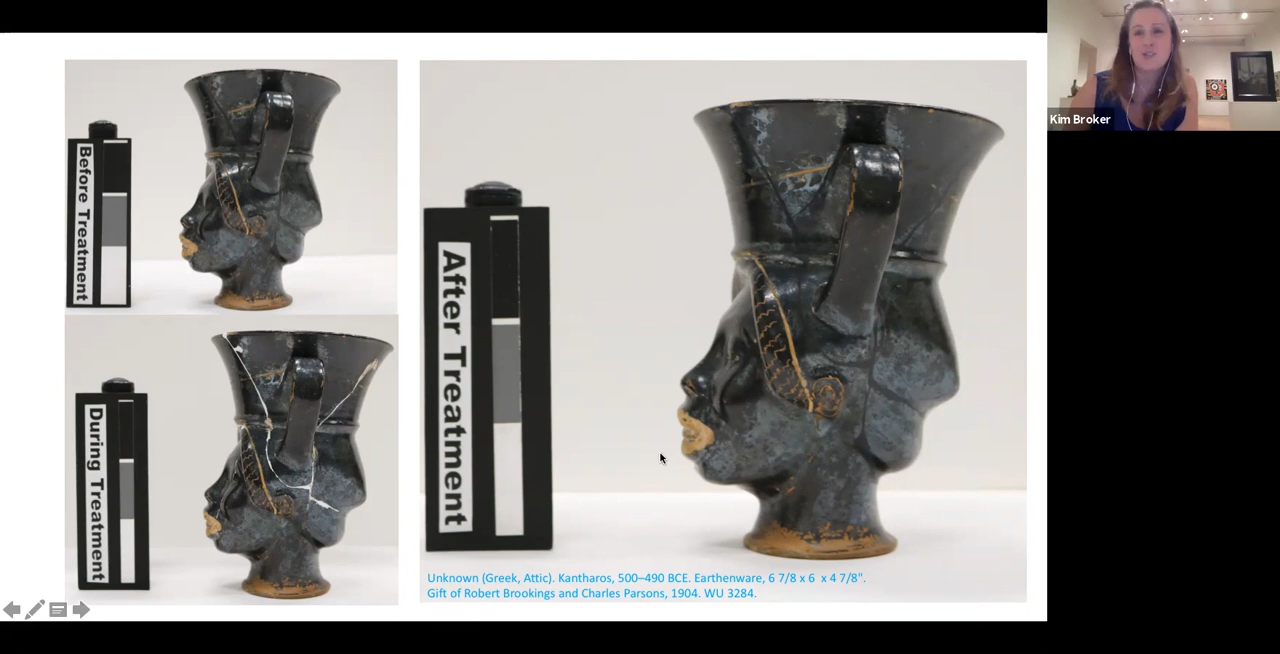 Before Treatment
During Treatment
After Treatment
Unknown (Greek, Attic). Kantharos, 500–490 BCE. Earthenware, 6 7/8 x 6  x 4 7/8".
Gift of Robert Brookings and Charles Parsons, 1904. WU 3284.
Kim Broker